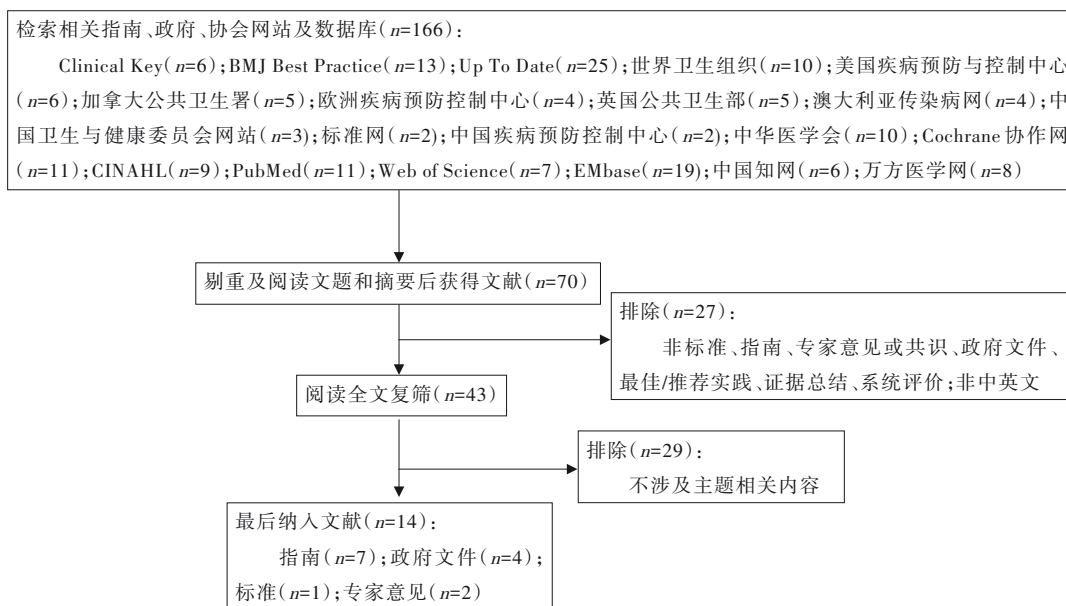 检索相关指南、政府、协会网站及数据库(n=166):
Clinical Key(n=6);BMJ Best Practice(n=13);Up To Date(n=25);世界卫生组织(n=10);美国疾病预防与控制中心
(n=6);加拿大公共卫生署(n=5);欧洲疾病预防控制中心(n=4);英国公共卫生部(n=5);澳大利亚传染病网(n=4);中
国卫生与健康委员会网站(n=3);标准网(n=2);中国疾病预防控制中心(n=2);中华医学会(n=10);Cochrane协作网
(n=11);CINAHL(n=9);PubMed(n=11);Web of Science(n=7);EMbase(n=19);中国知网(n=6);万方医学网(n=8)
剔重及阅读文题和摘要后获得文献(n=70)
排除(n=27):
非标准、指南、专家意见或共识、政府文件、
最佳/推荐实践、证据总结、系统评价;非中英文
阅读全文复筛(n=43)
排除(n=29):
不涉及主题相关内容
最后纳入文献(n=14):
指南(n=7);政府文件(n=4);
标准(n=1);专家意见(n=2)